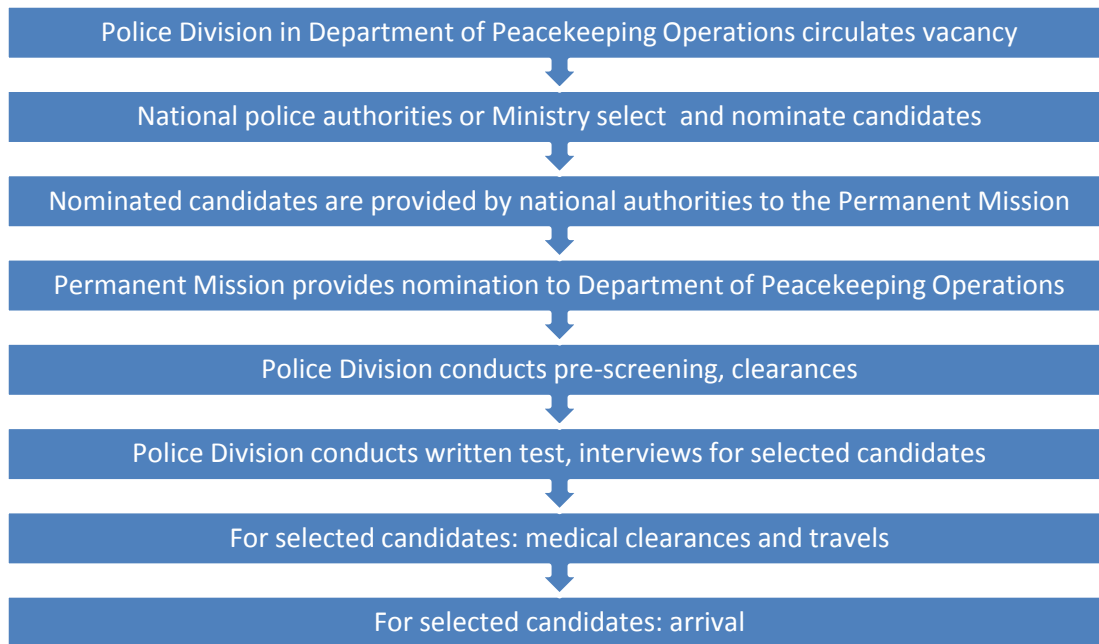 Police Division in Department of Peacekeeping Operations circulates vacancy
National police authorities or Ministry select and nominate candidates
Nominated candidates are provided by national authorities to the Permanent Mission
Permanent Mission provides nomination to Department of Peacekeeping Operations
Police Division conducts pre-screening, clearances
Police Division conducts written test, interviews for selected candidates
For selected candidates: medical clearances and travels
For selected candidates: arrival